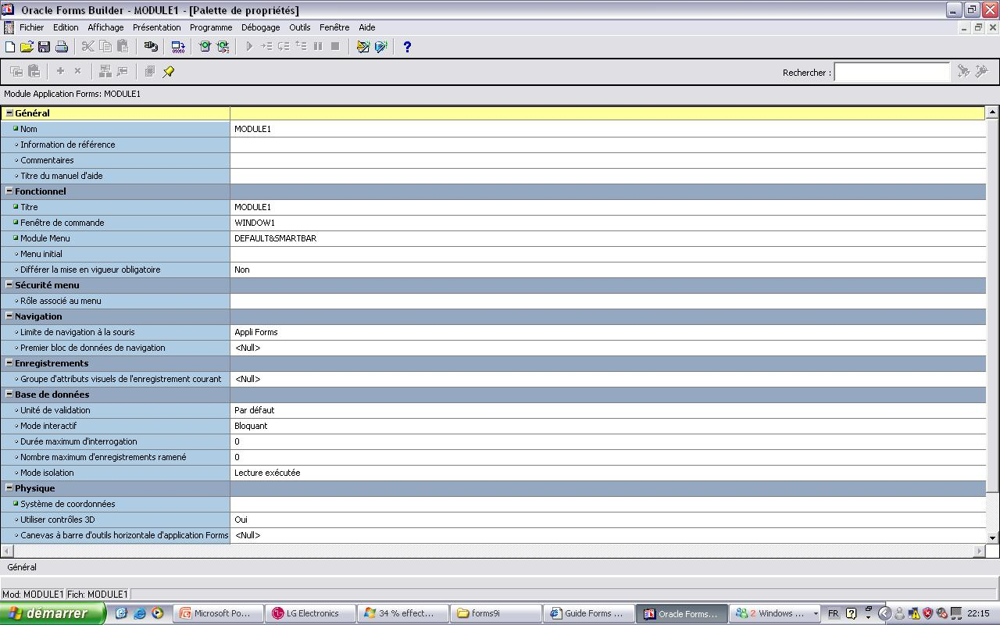 Oracle Forms Builder - MODULE1 - [Palette de propriétés]
Fichier Edition Affichage Présentation Programme Débogage Outils Fenêtre Aide
Rechercher :
Module Application Forms: MODULE1
Général
Nom MODULE1
Information de référence
Commentaires
Titre du manuel d'aide
Fonctionnel
Titre MODULE1
Fenêtre de commande WINDOW1
Module Menu DEFAULT&SMARTBAR
Menu initial
Différer la mise en vigueur obligatoire Non
Sécurité menu
Rôle associé au menu
Navigation
Limite de navigation à la souris Appli Forms
Premier bloc de données de navigation <Null>
Enregistrements
Groupe d'attributs visuels de l'enregistrement courant <Null>
Base de données
Unité de validation Par défaut
Mode interactif Bloquant
Durée maximum d'interrogation 0
Nombre maximum d'enregistrements ramené 0
Mode isolation Lecture exécutée
Physique
Système de coordonnées
Utiliser contrôles 3D Oui
Canevas à barre d'outils horizontale d'application Forms <Null>
Général
Mod: MODULE1 Fich: MODULE1
démarrer Microsoft Po... LG Electronics 34 % effect... forms9i Guide Forms ... Oracle Forms... 2 Windows ... FR 22:15